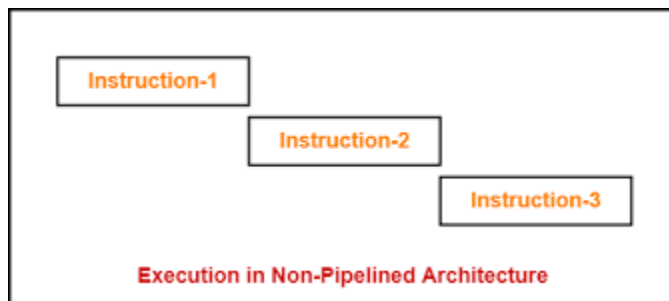 Instruction-1
Instruction-2
Instruction-3
Execution in Non-Pipelined Architecture